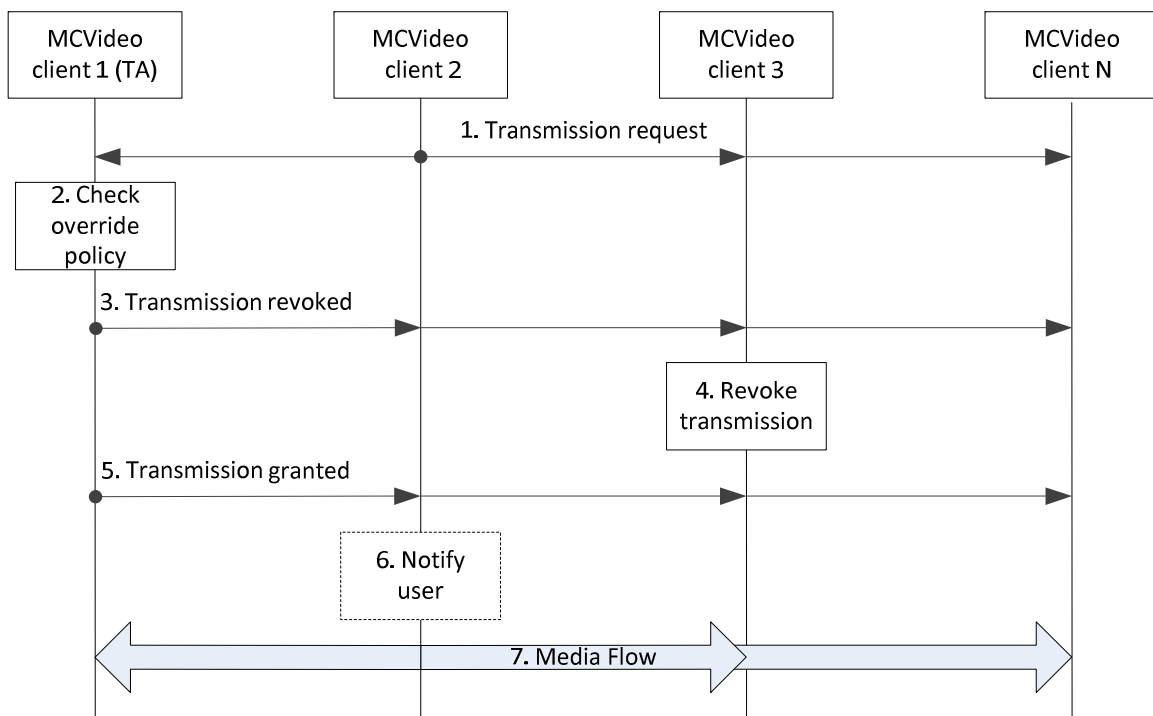 MCVideo
client 1 (TA)
MCVideo
client 2
MCVideo
client 3
MCVideo
client N
1. Transmission request
2. Check
override
policy
3. Transmission revoked
4. Revoke
transmission
5. Transmission granted
6. Notify
user
7. Media Flow